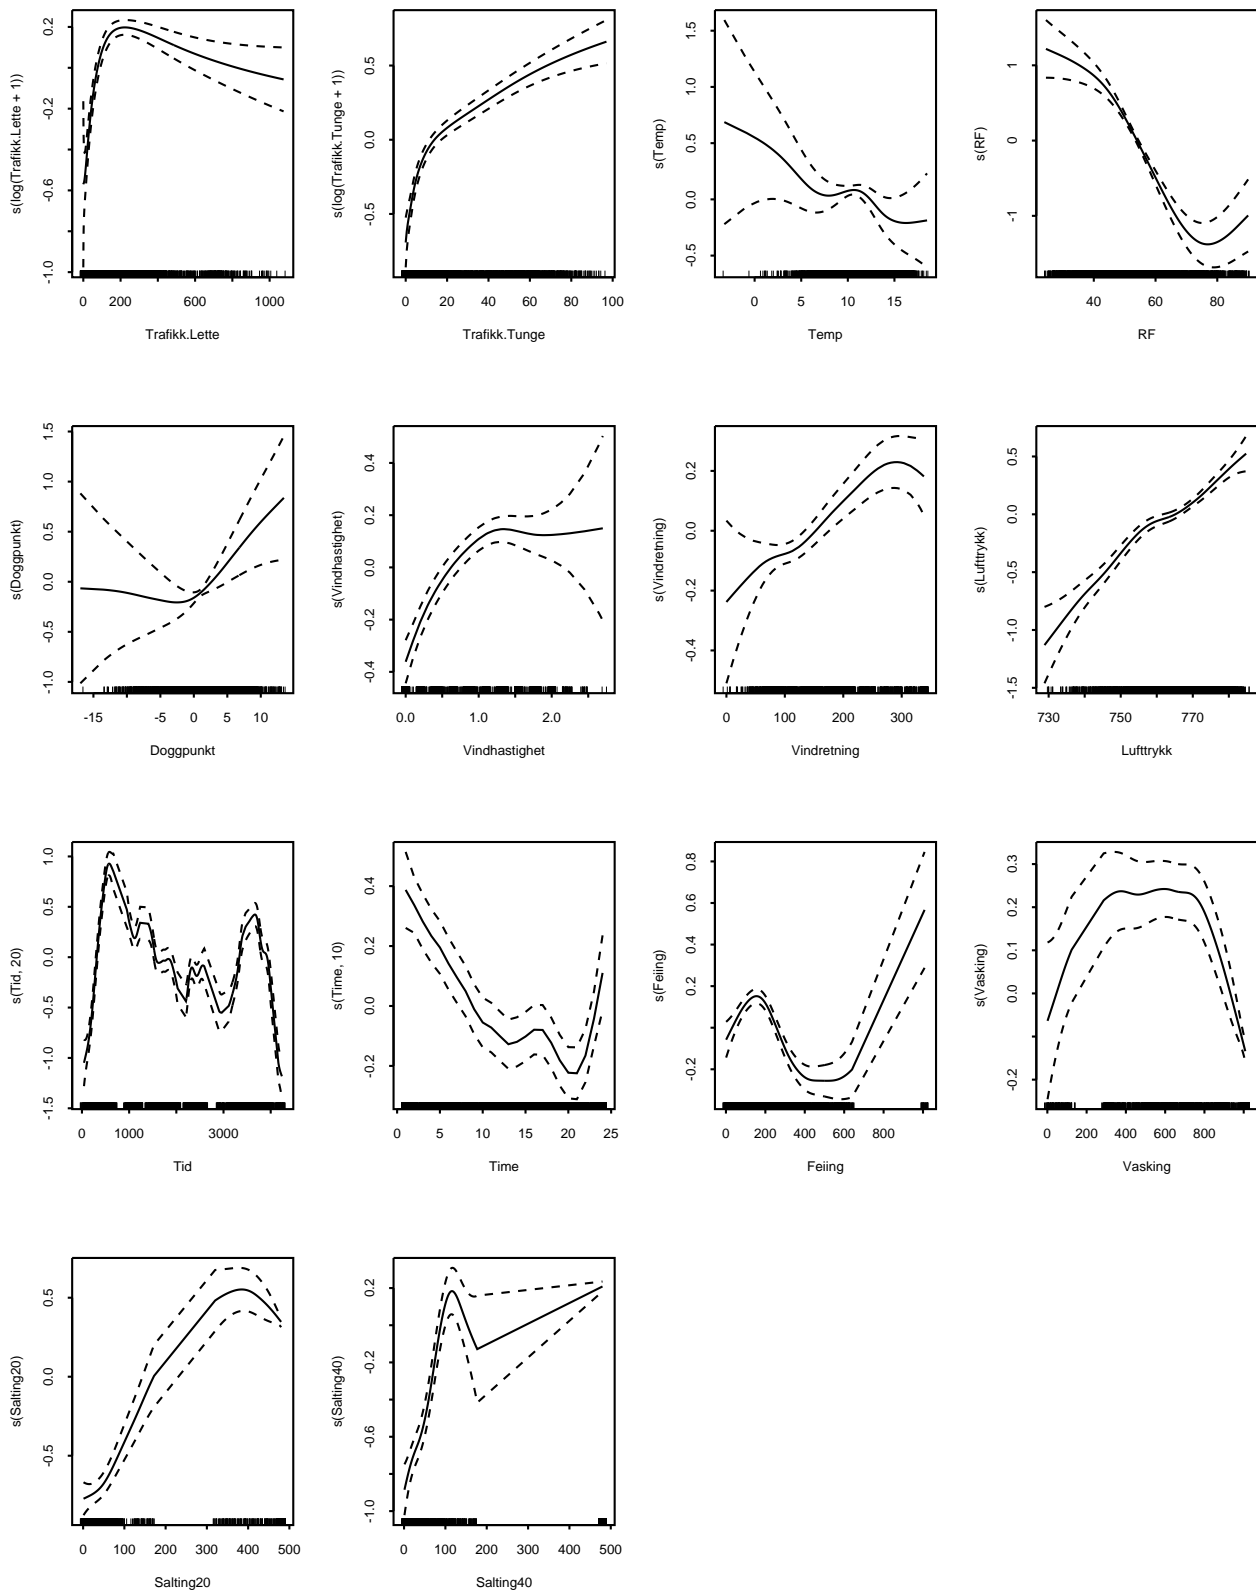 s(log(Trafikk.Lette + 1))
-1.0 -0.6 -0.2 0.2
0 200 600 1000
Trafikk.Lette
s(log(Trafikk.Tunge + 1))
-0.5 0.0 0.5
0 20 40 60 80 100
Trafikk.Tunge
s(Temp)
-0.5 0.0 0.5 1.0 1.5
0 5 10 15
Temp
s(RF)
-1 0 1
40 60 80
RF
s(Doggpunkt)
-1.0 -0.5 0.0 0.5 1.0 1.5
-15 -5 0 5 10
Doggpunkt
s(Vindhastighet)
-0.4 -0.2 0.0 0.2 0.4
0.0 1.0 2.0
Vindhastighet
s(Vindretning)
-0.4 -0.2 0.0 0.2
0 100 200 300
Vindretning
s(Lufttrykk)
-1.5 -1.0 -0.5 0.0 0.5
730 750 770
Lufttrykk
s(Tid, 20)
-1.5 -1.0 -0.5 0.0 0.5 1.0
0 1000 3000
Tid
s(Time, 10)
-0.2 0.0 0.2 0.4
0 5 10 15 20 25
Time
s(Feiing)
-0.2 0.2 0.4 0.6 0.8
0 200 400 600 800
Feiing
s(Vasking)
-0.2 0.0 0.1 0.2 0.3
0 200 400 600 800
Vasking
s(Salting20)
-0.5 0.0 0.5
0 100 200 300 400 500
Salting20
s(Salting40)
-1.0 -0.6 -0.2 0.2
0 100 200 300 400 500
Salting40